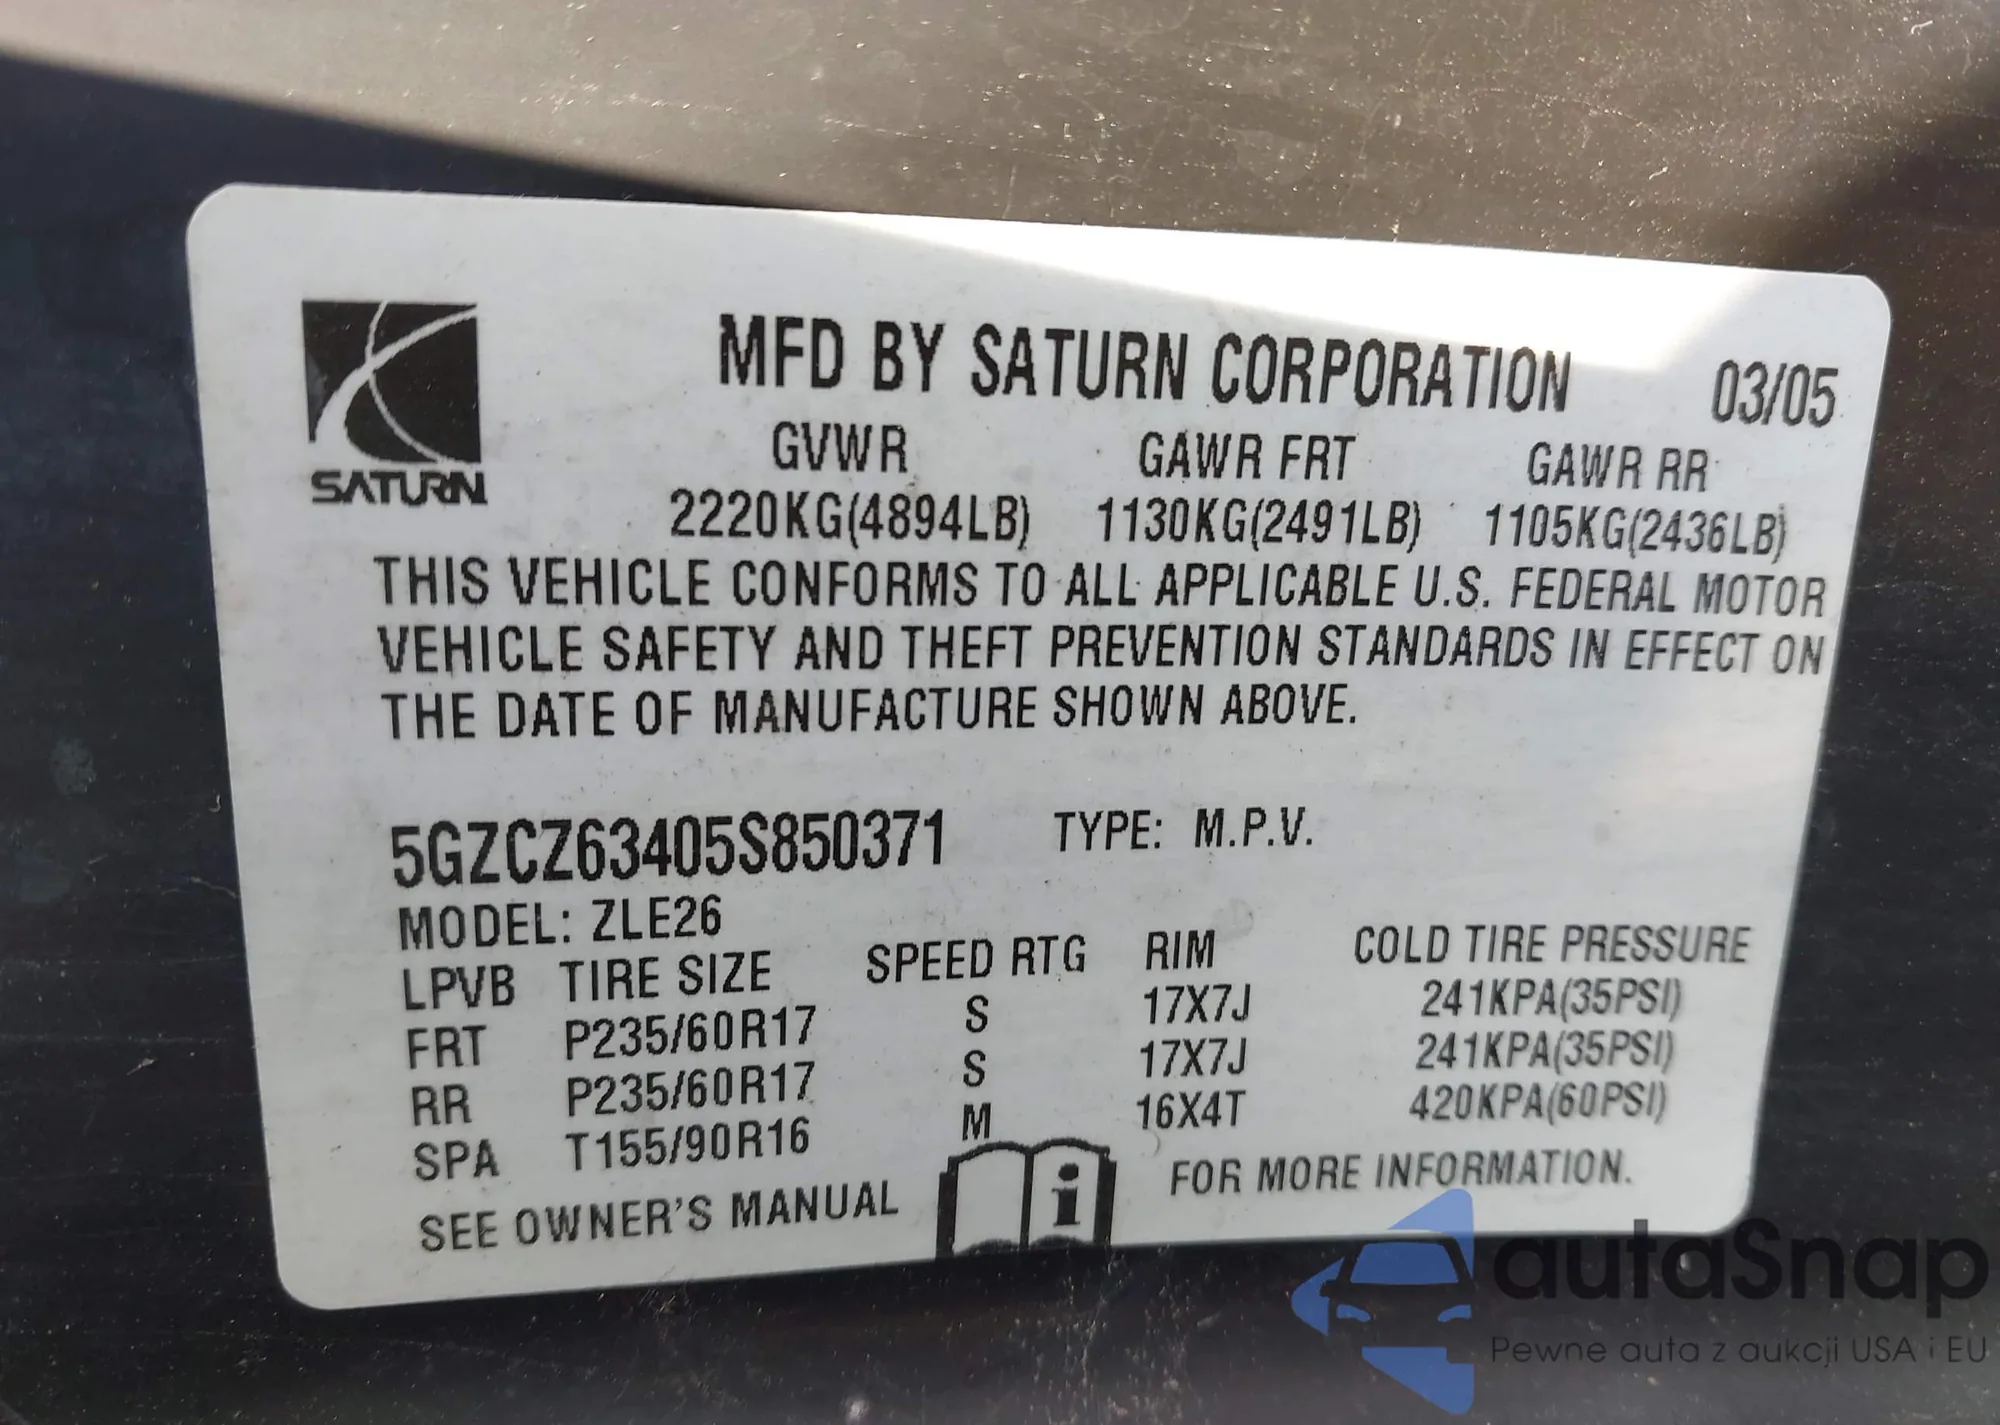 SATURN
MFD BY SATURN CORPORATION 03/05
GVWR GAWR FRT GAWR RR
2220KG(4894LB) 1130KG(2491LB) 1105KG(2436LB)
THIS VEHICLE CONFORMS TO ALL APPLICABLE U.S. FEDERAL MOTOR
VEHICLE SAFETY AND THEFT PREVENTION STANDARDS IN EFFECT ON
THE DATE OF MANUFACTURE SHOWN ABOVE.
5GZCZ63405S850371 TYPE: M.P.V.
MODEL: ZLE26
LPVB TIRE SIZE SPEED RTG RIM COLD TIRE PRESSURE
FRT P235/60R17 S 17X7J 241KPA(35PSI)
RR P235/60R17 S 17X7J 241KPA(35PSI)
SPA T155/90R16 M 16X4T 420KPA(60PSI)
SEE OWNER'S MANUAL i FOR MORE INFORMATION.
autaSnap
Pewne auta z aukcji USA i EU